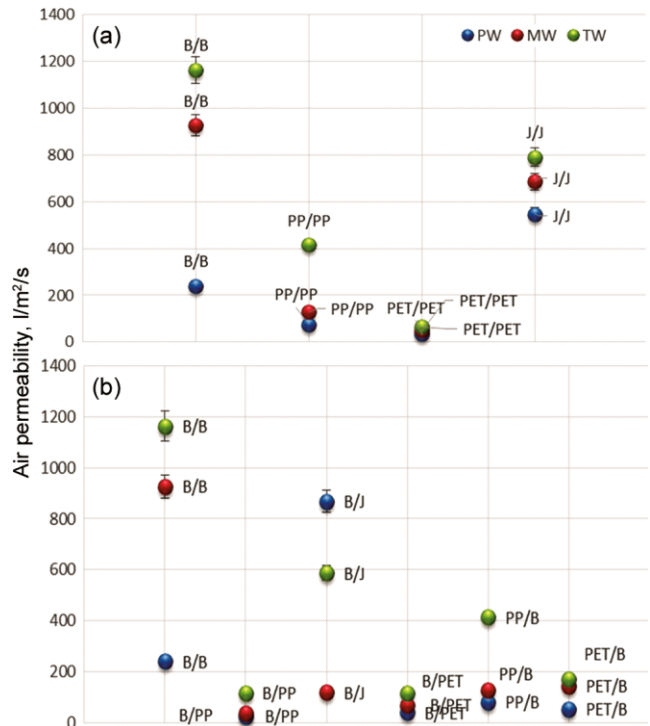 1400
(a)
PW MW TW
1200
1000
800
600
400
200
0
B/B
B/B
B/B
PP/PP
PP/PP
PP/PP
PET/PET
PET/PET
PET/PET
J/J
J/J
J/J
Air permeability, l/m²/s
1400
(b)
1200
1000
800
600
400
200
0
B/B
B/B
B/B
B/PP
B/PP
B/PP
B/J
B/J
B/J
B/PET
B/PET
B/PET
PP/B
PP/B
PP/B
PET/B
PET/B
PET/B